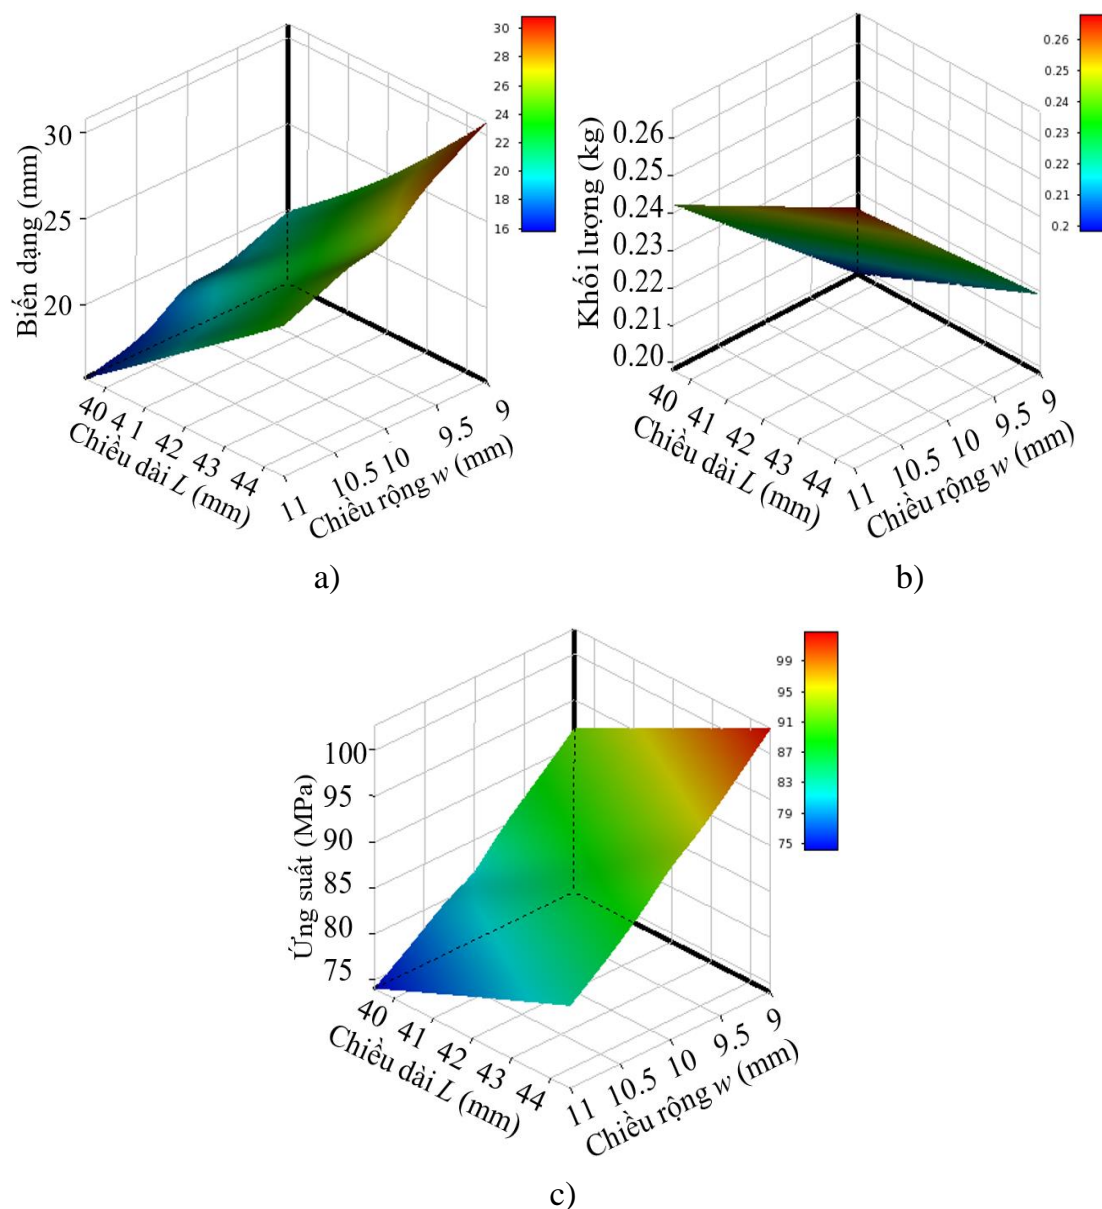 30
28
26
24
22
20
18
16
30
25
20
Biến dạng (mm)
40 41 42 43 44
Chiều dài L (mm)
11 10.5 10 9.5 9
Chiều rộng w (mm)
a)
0.26
0.25
0.24
0.23
0.22
0.21
0.2
0.26
0.25
0.24
0.23
0.22
0.21
0.20
Khối lượng (kg)
40 41 42 43 44
Chiều dài L (mm)
11 10.5 10 9.5 9
Chiều rộng w (mm)
b)
99
95
91
87
83
79
75
100
95
90
85
80
75
Ứng suất (MPa)
40 41 42 43 44
Chiều dài L (mm)
11 10.5 10 9.5 9
Chiều rộng w (mm)
c)